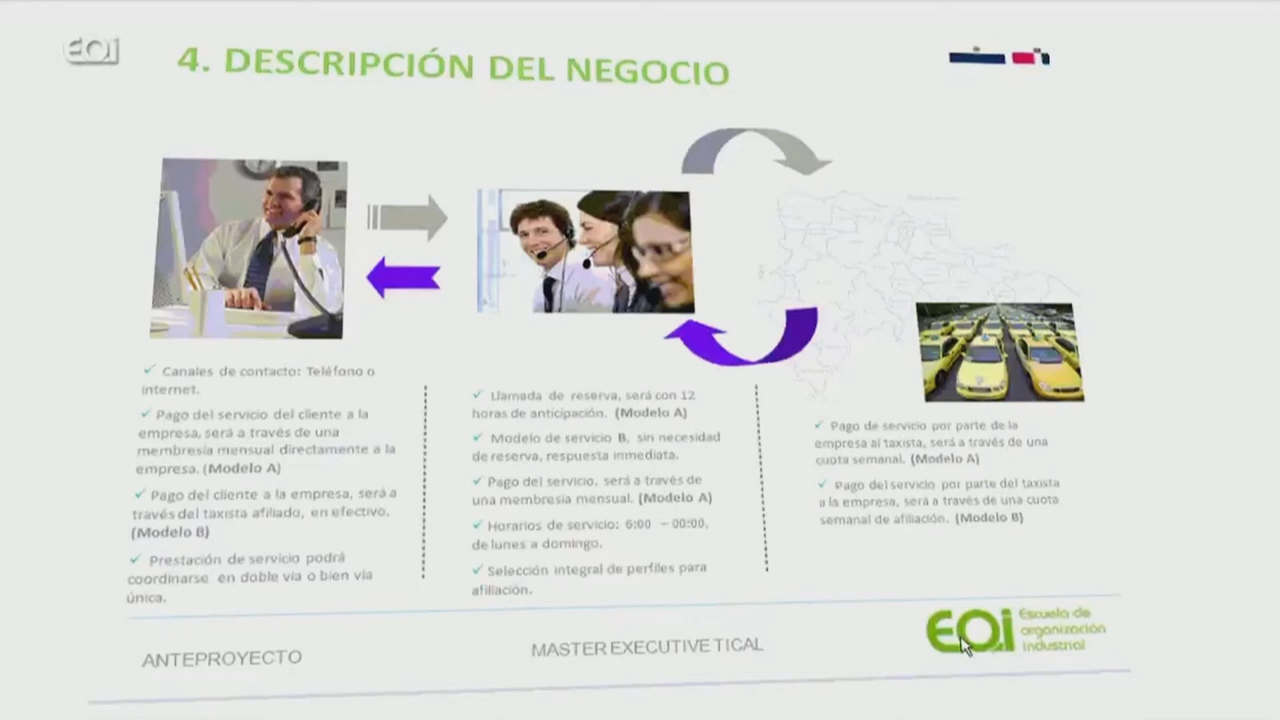 EOi
4. DESCRIPCIÓN DEL NEGOCIO
✓ Canales de contacto: Teléfono o
internet.
✓ Pago del servicio del cliente a la
empresa, será a través de una
membresía mensual directamente a la
empresa. (Modelo A)
✓ Pago del cliente a la empresa, será a
través del taxista afiliado, en efectivo.
(Modelo B)
✓ Prestación de servicio podrá
coordinarse en doble vía o bien vía
única.
✓ Llamada de reserva, será con 12
horas de anticipación. (Modelo A)
✓ Modelo de servicio B, sin necesidad
de reserva, respuesta inmediata.
✓ Pago del servicio, será a través de
una membresía mensual. (Modelo A)
✓ Horarios de servicio: 6:00 – 00:00,
de lunes a domingo.
✓ Selección integral de perfiles para
afiliación.
✓ Pago de servicio por parte de la
empresa al taxista, será a través de una
cuota semanal. (Modelo A)
✓ Pago del servicio por parte del taxista
a la empresa, será a través de una cuota
semanal de afiliación. (Modelo B)
ANTEPROYECTO
MASTER EXECUTIVE TICAL
EOi
Escuela de
organización
industrial